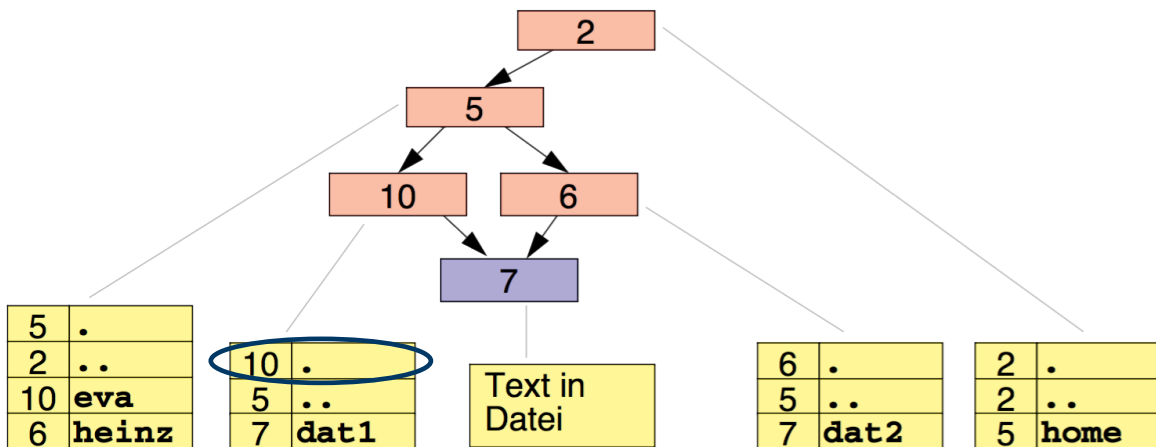 2
5
10 6
7
5 .
2 ..
10 eva
6 heinz
10 .
5 ..
7 dat1
Text in
Datei
6 .
5 ..
7 dat2
2 .
2 ..
5 home